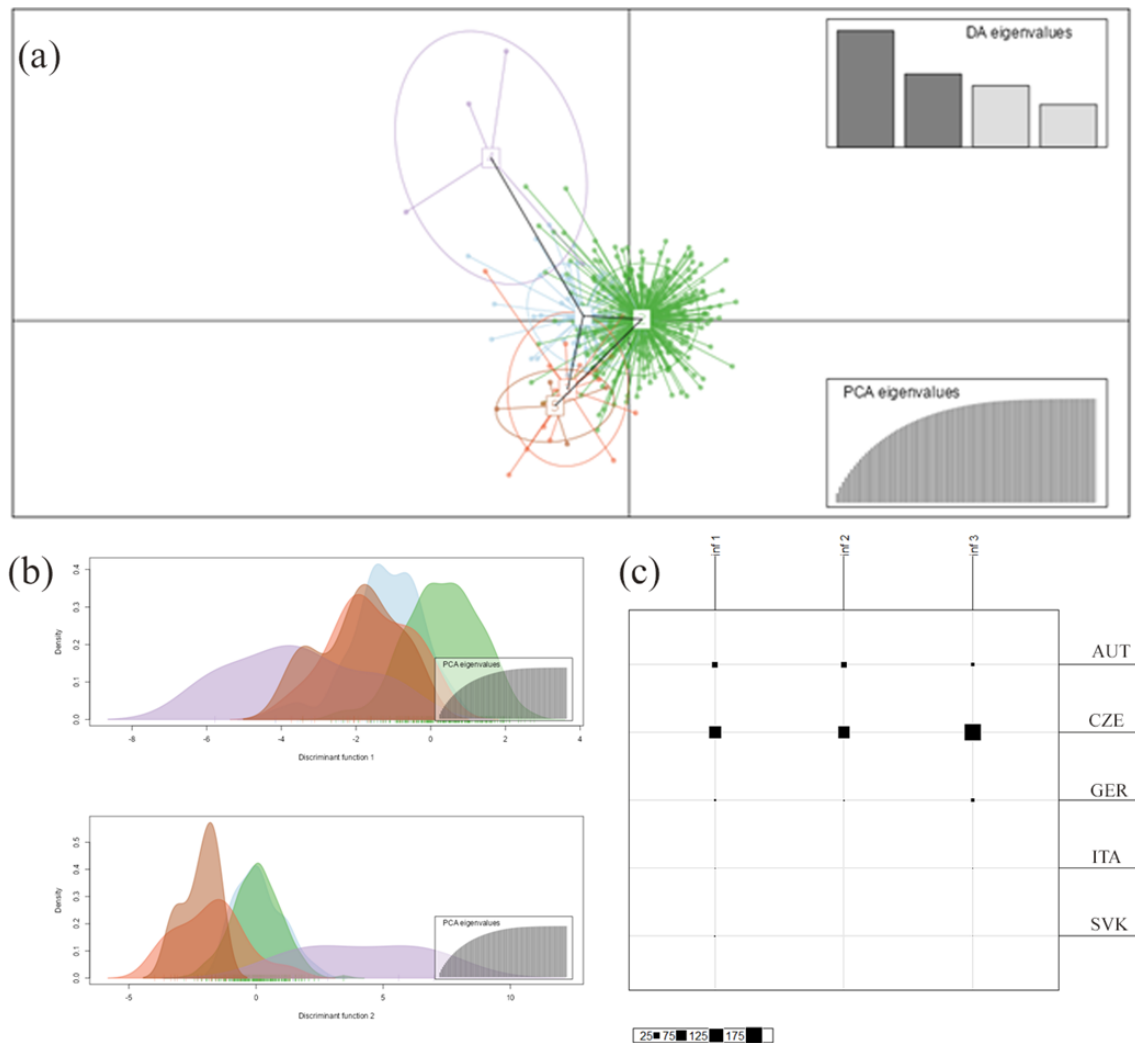 (a)
DA eigenvalues
PCA eigenvalues
(b)
0.4
0.3
0.2
0.1
0.0
Density
PCA eigenvalues
-8
-6
-4
-2
0
2
4
Discriminant function 1
0.5
0.4
0.3
0.2
0.1
0.0
Density
PCA eigenvalues
-5
0
5
10
Discriminant function 2
(c)
inf 1
inf 2
inf 3
AUT
CZE
GER
ITA
SVK
25 75 125 175